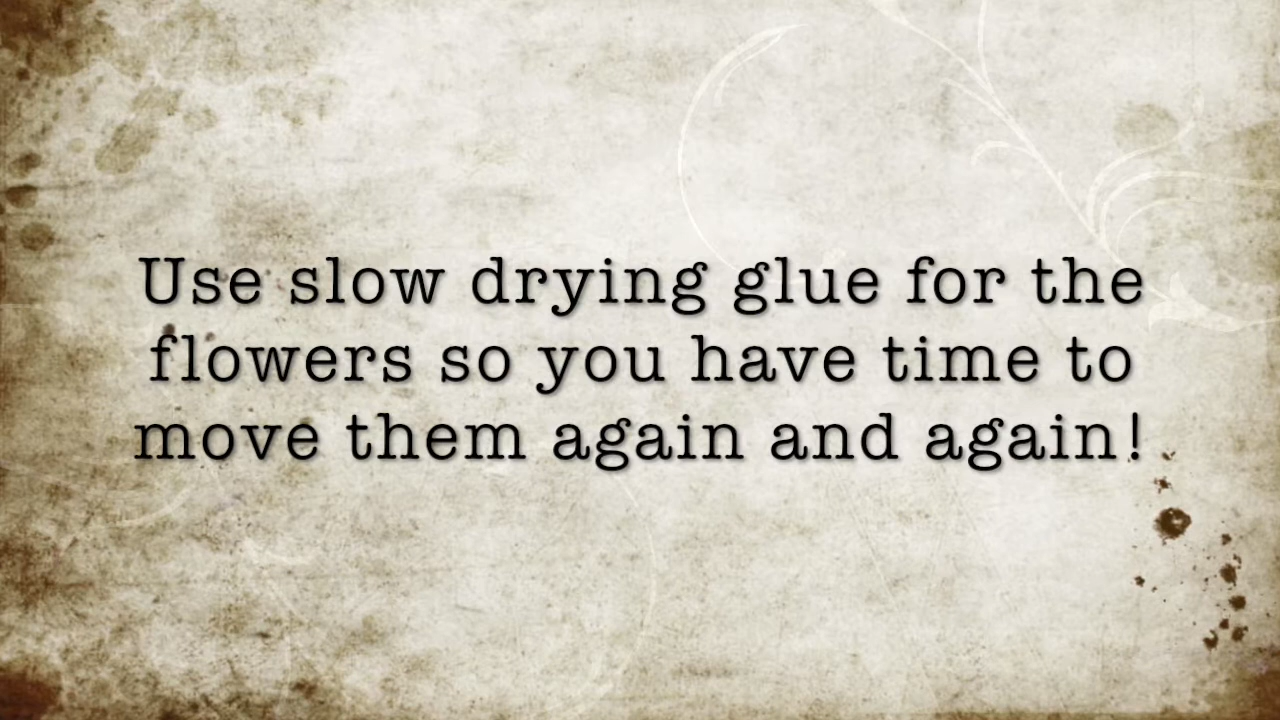 Use slow drying glue for the
flowers so you have time to
move them again and again!